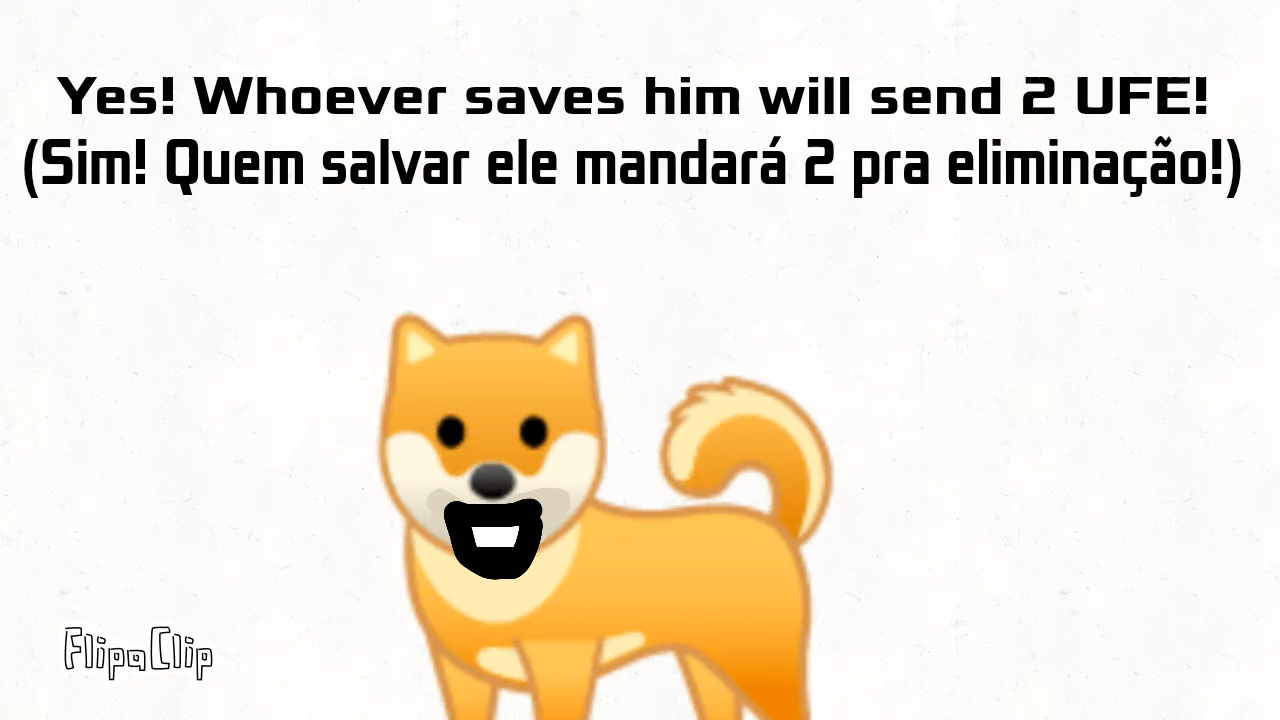 Yes! Whoever saves him will send 2 UFE!
(Sim! Quem salvar ele mandará 2 pra eliminação!)
FlipaClip